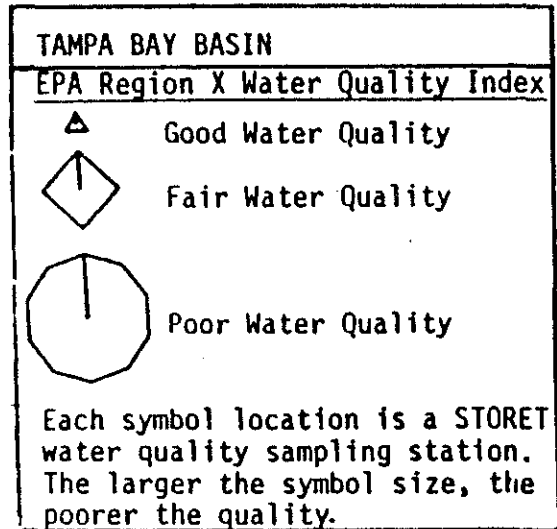 TAMPA BAY BASIN
EPA Region X Water Quality Index
Good Water Quality
Fair Water Quality
Poor Water Quality
Each symbol location is a STORET
water quality sampling station.
The larger the symbol size, the
poorer the quality.